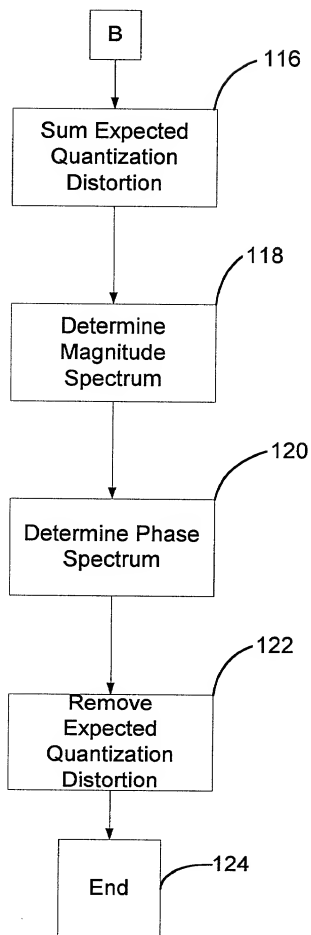 B
116
Sum Expected
Quantization
Distortion
118
Determine
Magnitude
Spectrum
120
Determine Phase
Spectrum
122
Remove
Expected
Quantization
Distortion
End
124